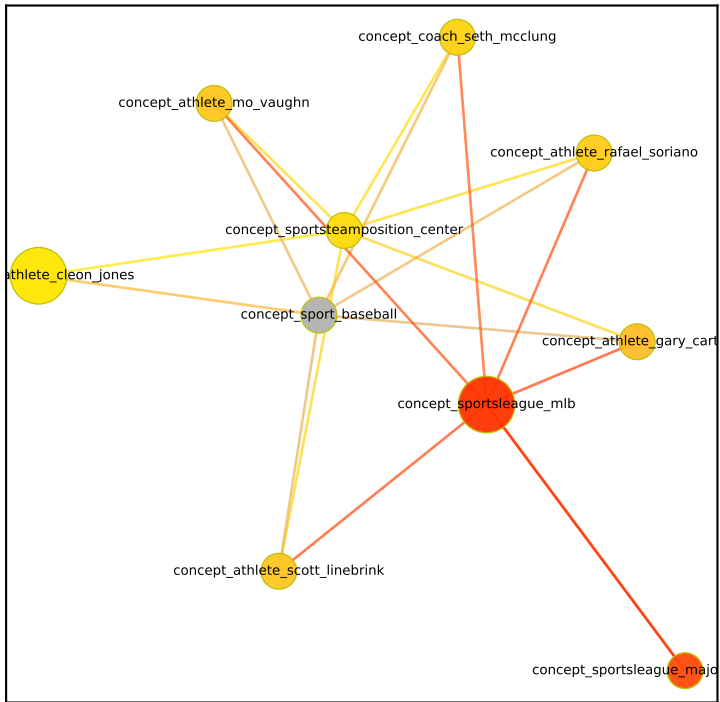 concept_coach_seth_mcclung
concept_athlete_mo_vaughn
concept_athlete_rafael_soriano
concept_sportsteamposition_center
athlete_cleon_jones
concept_sport_baseball
concept_athlete_gary_cart
concept_sportsleague_mlb
concept_athlete_scott_linebrink
concept_sportsleague_majo